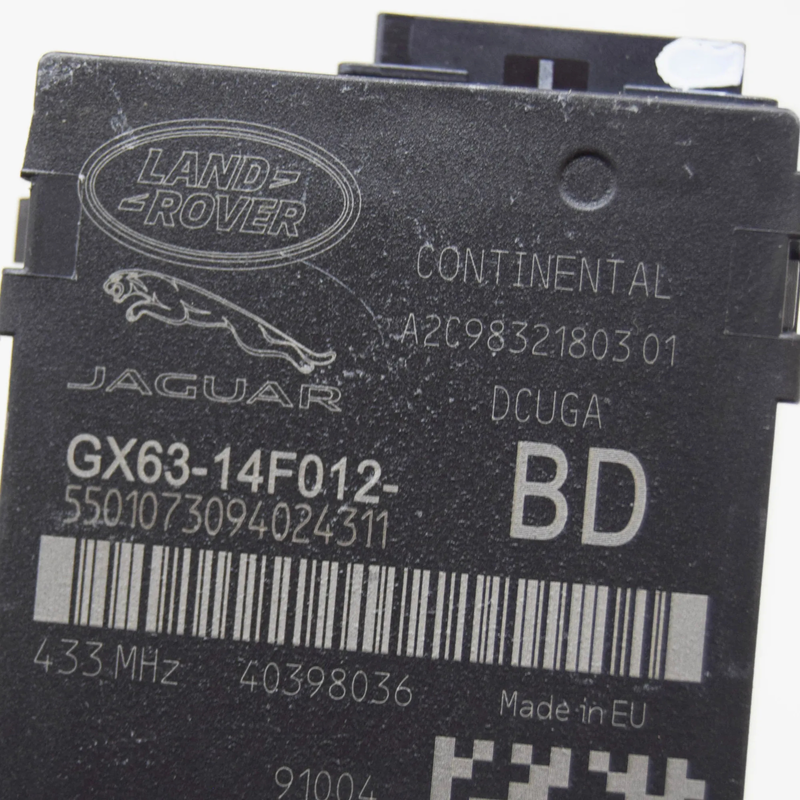 LAND
ROVER
CONTINENTAL
A2C98321803 01
JAGUAR
DCUGA
GX63-14F012-
BD
5501073094024311
433 MHz 40398036
Made in EU
91004